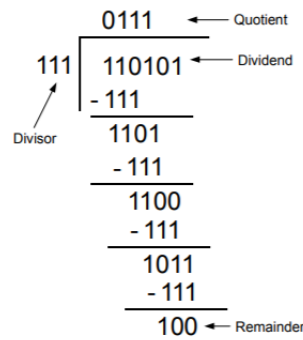 0111 Quotient
111 110101 Dividend
- 111
Divisor
1101
- 111
1100
- 111
1011
- 111
100 Remainder